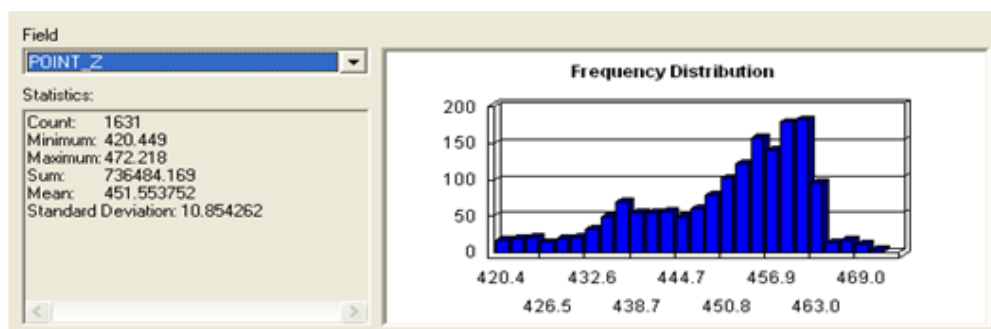 Field
POINT_Z
Statistics:
Count: 1631
Minimum: 420.449
Maximum: 472.218
Sum: 736484.169
Mean: 451.553752
Standard Deviation: 10.854262
Frequency Distribution
200
150
100
50
0
420.4 432.6 444.7 456.9 469.0
426.5 438.7 450.8 463.0